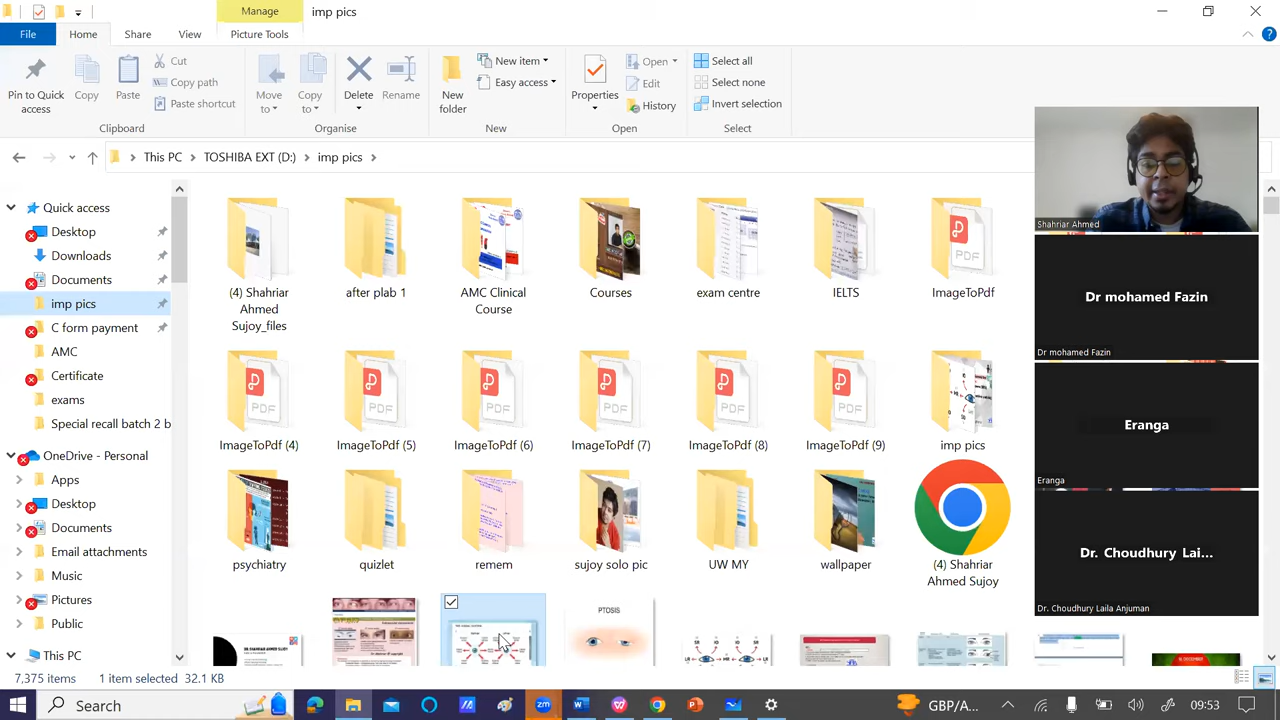 Manage
imp pics
File
Home
Share
View
Picture Tools
Pin to Quick access
Copy
Paste
Cut
Copy path
Paste shortcut
Clipboard
Move to
Copy to
Delete
Rename
Organise
New folder
New item
Easy access
New
Properties
Open
Edit
History
Open
Select all
Select none
Invert selection
Select
This PC
TOSHIBA EXT (D:)
imp pics
Quick access
Desktop
Downloads
Documents
imp pics
C form payment
AMC
Certificate
exams
Special recall batch 2 b
OneDrive - Personal
Apps
Desktop
Documents
Email attachments
Music
Pictures
Public
This PC
(4) Shahriar Ahmed Sujoy_files
after plab 1
AMC Clinical Course
Courses
exam centre
IELTS
ImageToPdf
ImageToPdf (4)
ImageToPdf (5)
ImageToPdf (6)
ImageToPdf (7)
ImageToPdf (8)
ImageToPdf (9)
imp pics
psychiatry
quizlet
remem
sujoy solo pic
UW MY
wallpaper
(4) Shahriar Ahmed Sujoy
PTOSIS
Shahriar Ahmed
Dr mohamed Fazin
Dr mohamed Fazin
Eranga
Eranga
Dr. Choudhury Lai...
Dr. Choudhury Laila Anjuman
7,375 items
1 item selected 32.1 KB
Search
GBP/A...
09:53